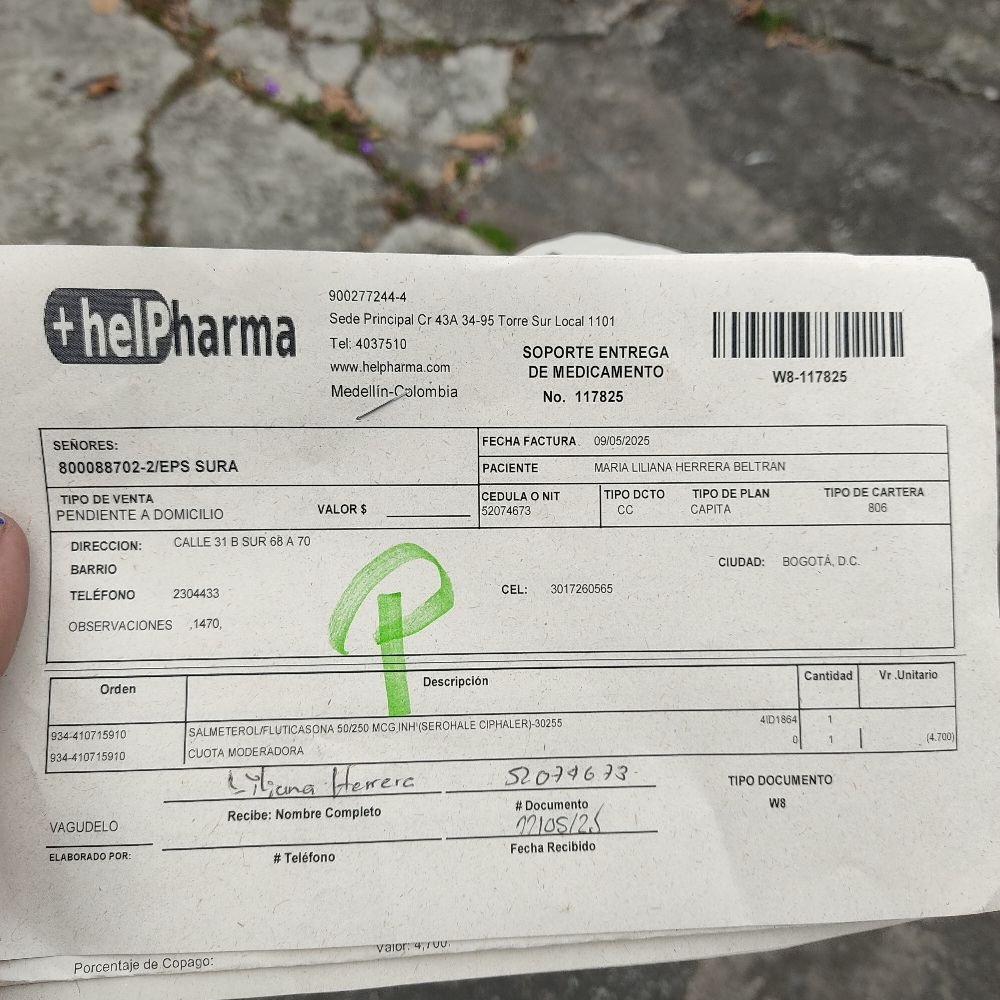 +helPharma
900277244-4
Sede Principal Cr 43A 34-95 Torre Sur Local 1101
Tel: 4037510
www.helpharma.com
Medellín-Colombia
SOPORTE ENTREGA
DE MEDICAMENTO
No. 117825
W8-117825
SEÑORES:
800088702-2/EPS SURA
FECHA FACTURA 09/05/2025
PACIENTE MARIA LILIANA HERRERA BELTRAN
TIPO DE VENTA
PENDIENTE A DOMICILIO
VALOR $
CEDULA O NIT
52074673
TIPO DCTO
CC
TIPO DE PLAN
CAPITA
TIPO DE CARTERA
806
DIRECCION: CALLE 31 B SUR 68 A 70
BARRIO
CIUDAD: BOGOTÁ, D.C.
TELÉFONO 2304433
CEL: 3017260565
OBSERVACIONES ,1470,
P
Orden Descripción Cantidad Vr .Unitario
934-410715910 SALMETEROL/FLUTICASONA 50/250 MCG INH'(SEROHALE CIPHALER)-30255 4ID1864 1
934-410715910 CUOTA MODERADORA 0 1 (4.700)
Liliana Herrera 52074673
Recibe: Nombre Completo # Documento
TIPO DOCUMENTO
W8
VAGUDELO
ELABORADO POR:
# Teléfono
Fecha Recibido
Valor: 4,700.
Porcentaje de Copago: